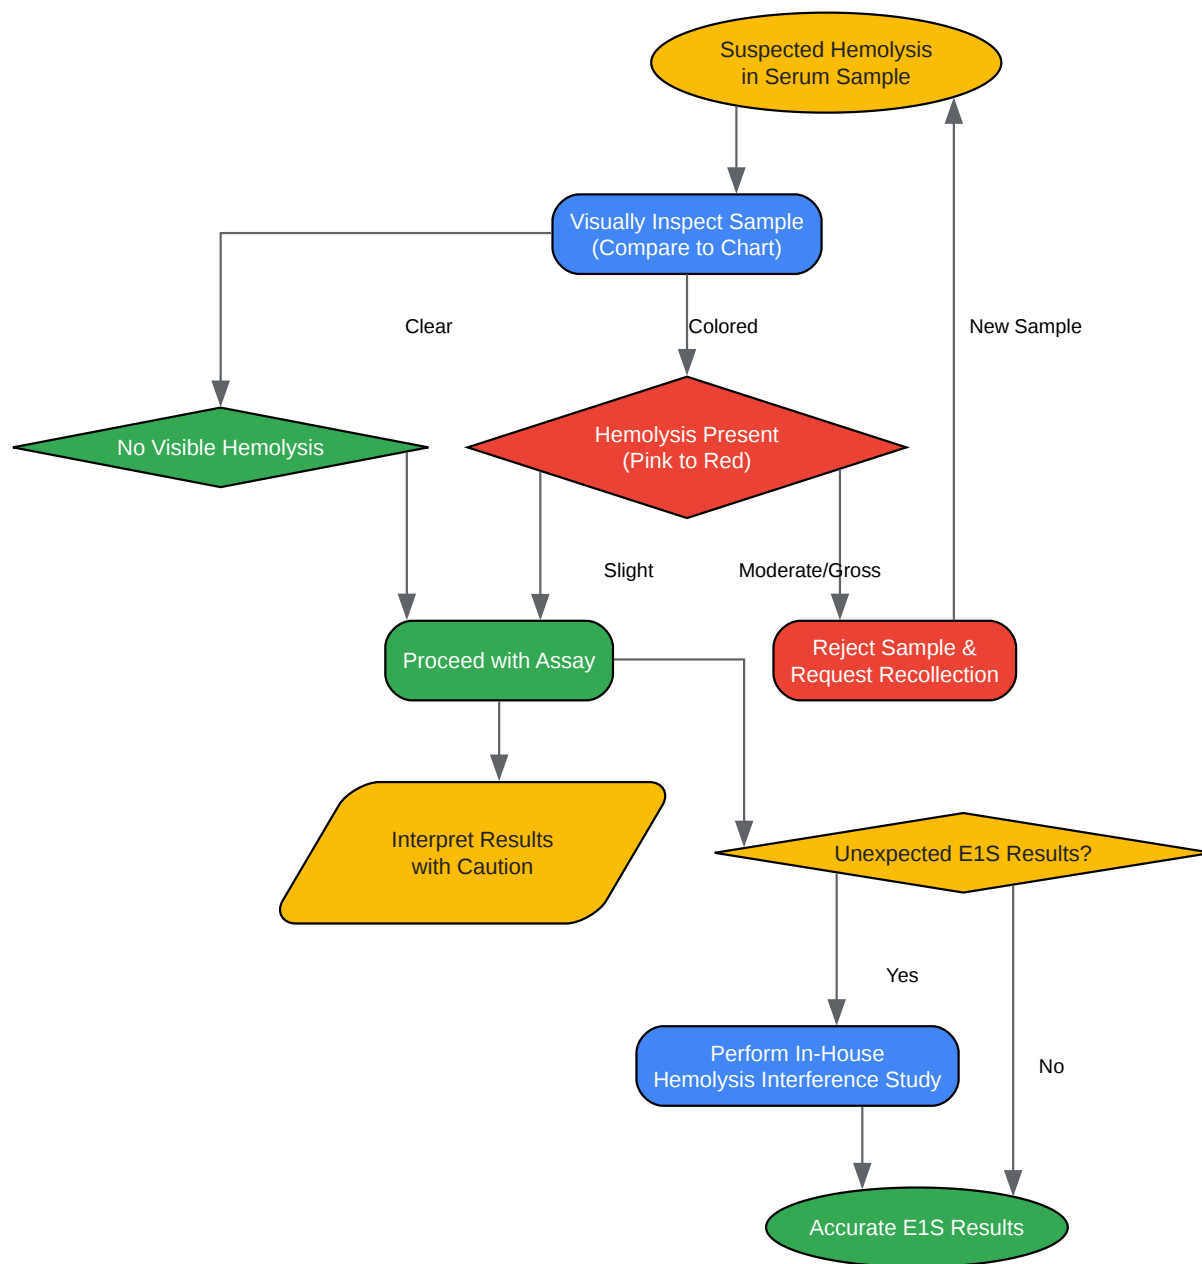 Suspected Hemolysis
in Serum Sample
Visually Inspect Sample
(Compare to Chart)
Clear
Colored
New Sample
No Visible Hemolysis
Hemolysis Present
(Pink to Red)
Slight
Moderate/Gross
Proceed with Assay
Reject Sample &
Request Recollection
Interpret Results
with Caution
Unexpected E1S Results?
Yes
Perform In-House
Hemolysis Interference Study
No
Accurate E1S Results